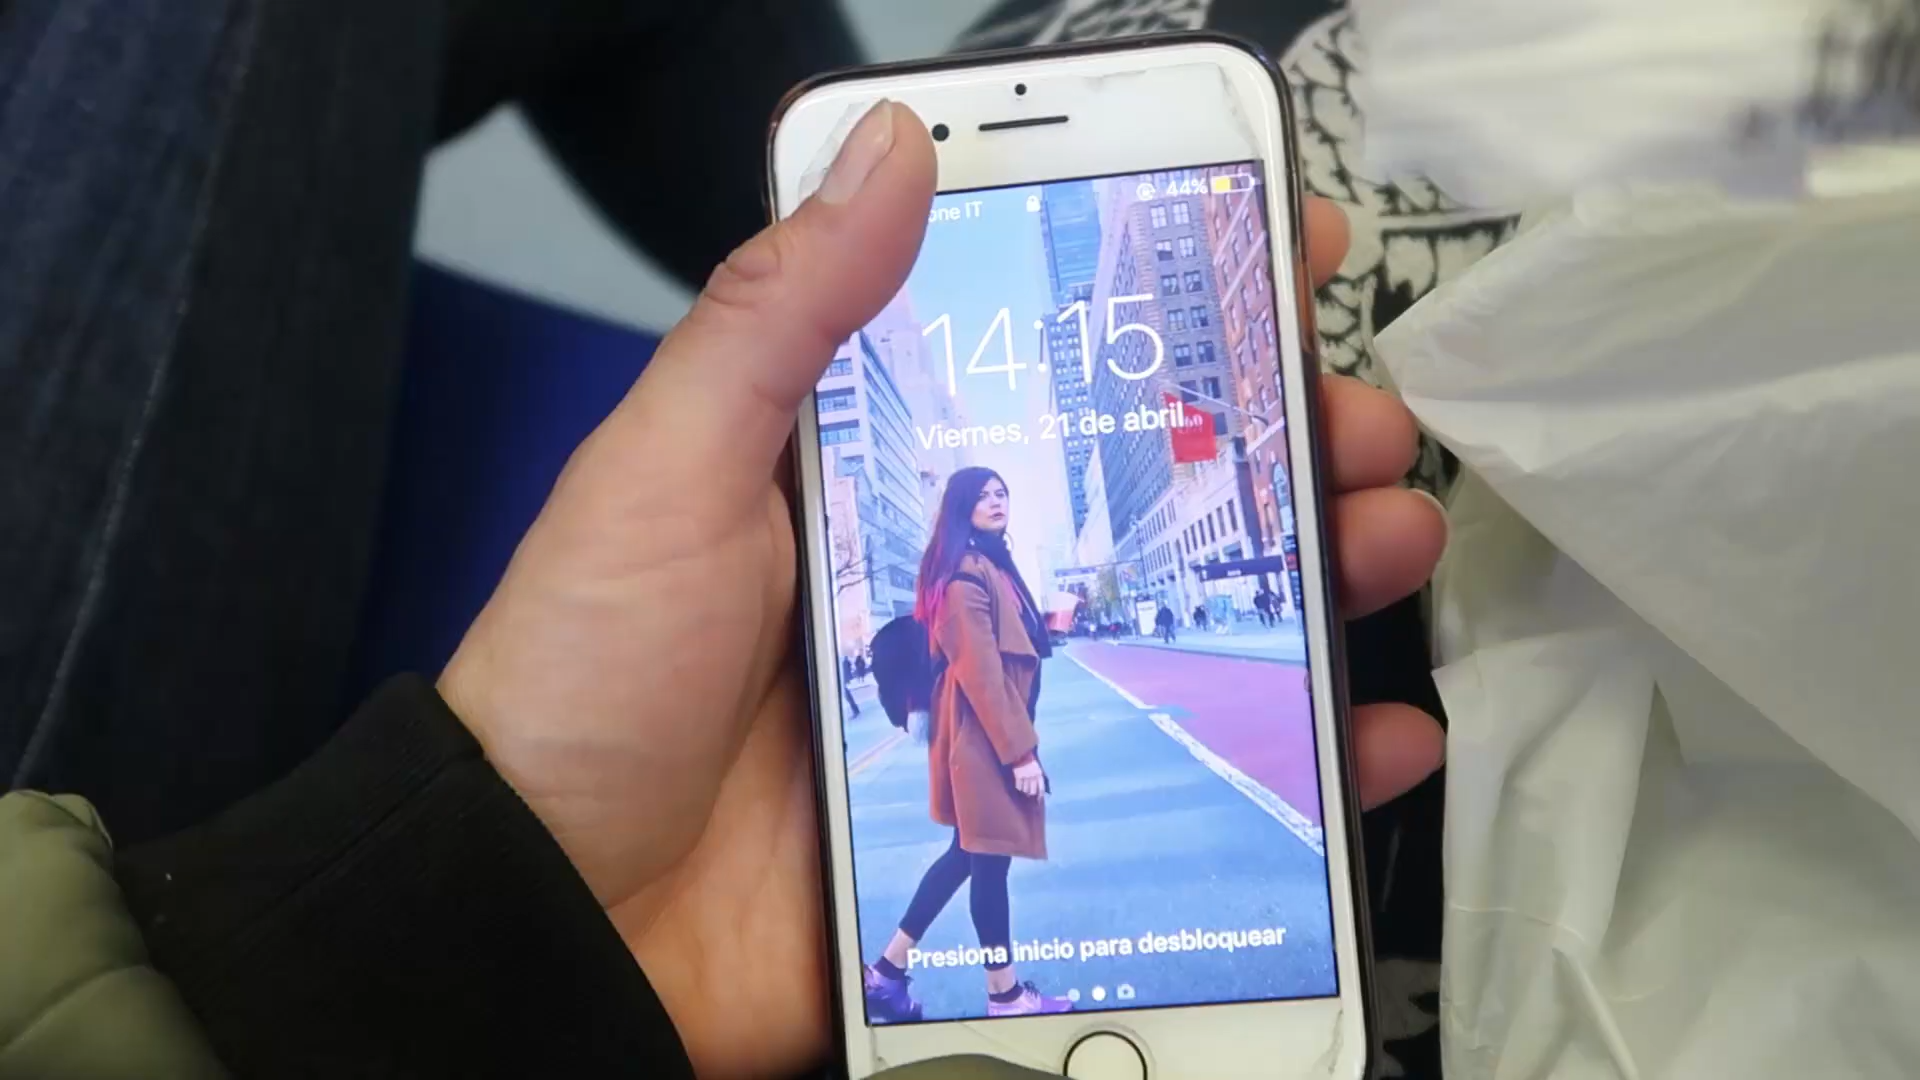 one IT
44%
14:15
Viernes, 21 de abril
Presiona inicio para desbloquear